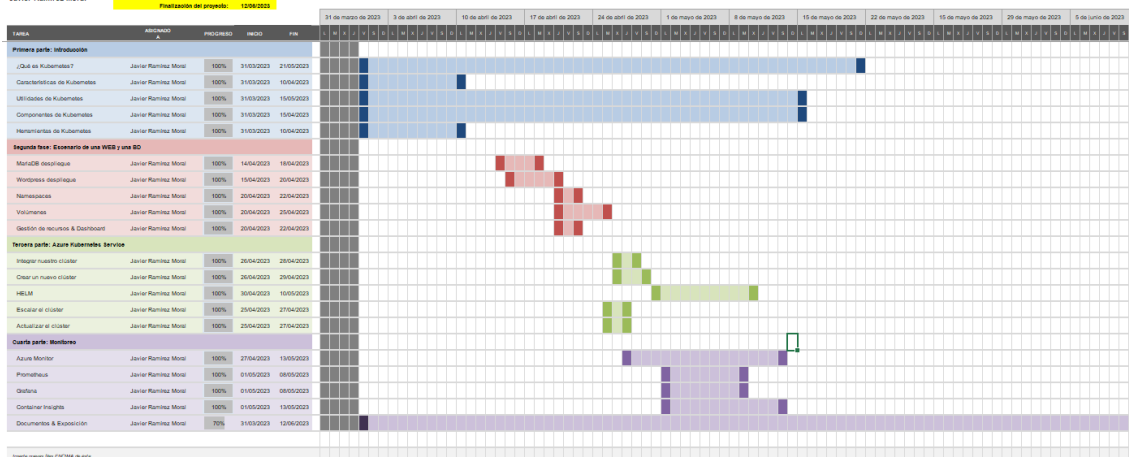 Javier Ramírez Moral
Finalización del proyecto: 12/06/2023
31 de marzo de 2023 3 de abril de 2023 10 de abril de 2023 17 de abril de 2023 24 de abril de 2023 1 de mayo de 2023 8 de mayo de 2023 15 de mayo de 2023 22 de mayo de 2023 15 de mayo de 2023 29 de mayo de 2023 5 de junio de 2023
TAREA ASIGNADO A PROGRESO INICIO FIN
Primera parte: Introducción
¿Qué es Kubernetes? Javier Ramírez Moral 100% 31/03/2023 21/05/2023
Características de Kubernetes Javier Ramírez Moral 100% 31/03/2023 10/04/2023
Utilidades de Kubernetes Javier Ramírez Moral 100% 31/03/2023 15/05/2023
Componentes de Kubernetes Javier Ramírez Moral 100% 31/03/2023 15/04/2023
Herramientas de Kubernetes Javier Ramírez Moral 100% 31/03/2023 10/04/2023
Segunda fase: Escenario de una WEB y una BD
MariaDB despliegue Javier Ramírez Moral 100% 14/04/2023 18/04/2023
Wordpress despliegue Javier Ramírez Moral 100% 15/04/2023 20/04/2023
Namespaces Javier Ramírez Moral 100% 20/04/2023 22/04/2023
Volúmenes Javier Ramírez Moral 100% 20/04/2023 25/04/2023
Gestión de recursos & Dashboard Javier Ramírez Moral 100% 20/04/2023 22/04/2023
Tercera parte: Azure Kubernetes Service
Integrar nuestro clúster Javier Ramírez Moral 100% 26/04/2023 28/04/2023
Crear un nuevo clúster Javier Ramírez Moral 100% 26/04/2023 29/04/2023
HELM Javier Ramírez Moral 100% 30/04/2023 10/05/2023
Escalar el clúster Javier Ramírez Moral 100% 25/04/2023 27/04/2023
Actualizar el clúster Javier Ramírez Moral 100% 25/04/2023 27/04/2023
Cuarta parte: Monitoreo
Azure Monitor Javier Ramírez Moral 100% 27/04/2023 13/05/2023
Prometheus Javier Ramírez Moral 100% 01/05/2023 08/05/2023
Grafana Javier Ramírez Moral 100% 01/05/2023 08/05/2023
Container Insights Javier Ramírez Moral 100% 01/05/2023 13/05/2023
Documentos & Exposición Javier Ramírez Moral 70% 31/03/2023 12/06/2023